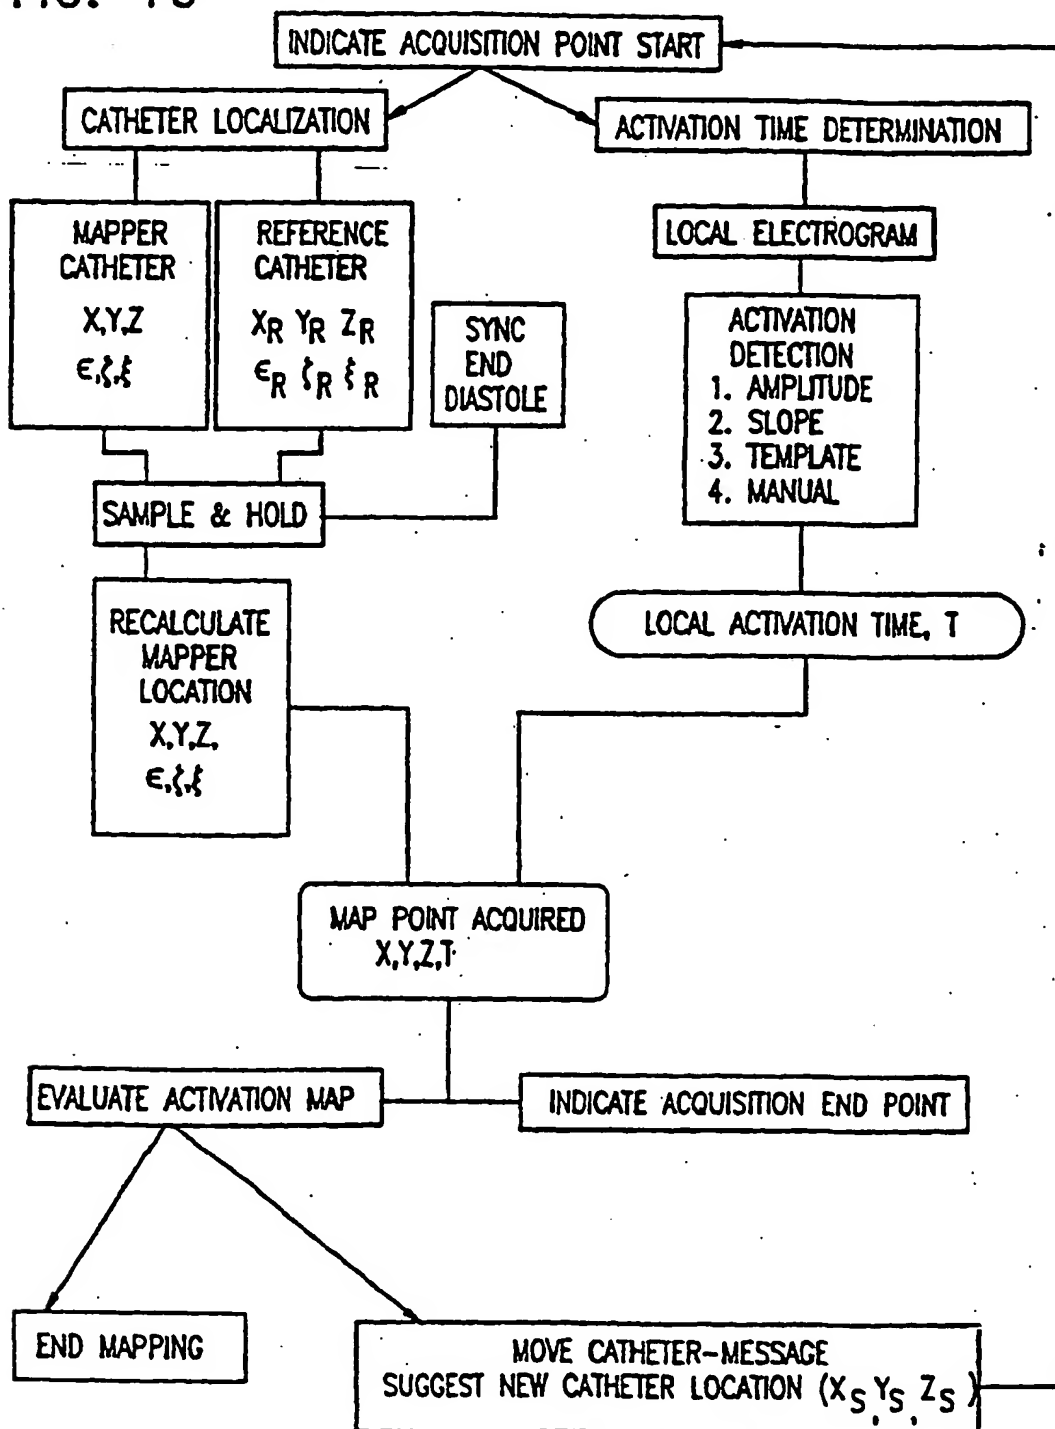 INDICATE ACQUISITION POINT START
CATHETER LOCALIZATION
ACTIVATION TIME DETERMINATION
MAPPER
CATHETER
X,Y,Z
ϵ,ζ,ξ
REFERENCE
CATHETER
XR YR ZR
ϵR ζR ξR
SYNC
END
DIASTOLE
LOCAL ELECTROGRAM
ACTIVATION
DETECTION
1. AMPLITUDE
2. SLOPE
3. TEMPLATE
4. MANUAL
SAMPLE & HOLD
RECALCULATE
MAPPER
LOCATION
X,Y,Z,
ϵ,ζ,ξ
LOCAL ACTIVATION TIME, T
MAP POINT ACQUIRED
X,Y,Z,T
EVALUATE ACTIVATION MAP
INDICATE ACQUISITION END POINT
END MAPPING
MOVE CATHETER-MESSAGE
SUGGEST NEW CATHETER LOCATION (XS,YS,ZS)